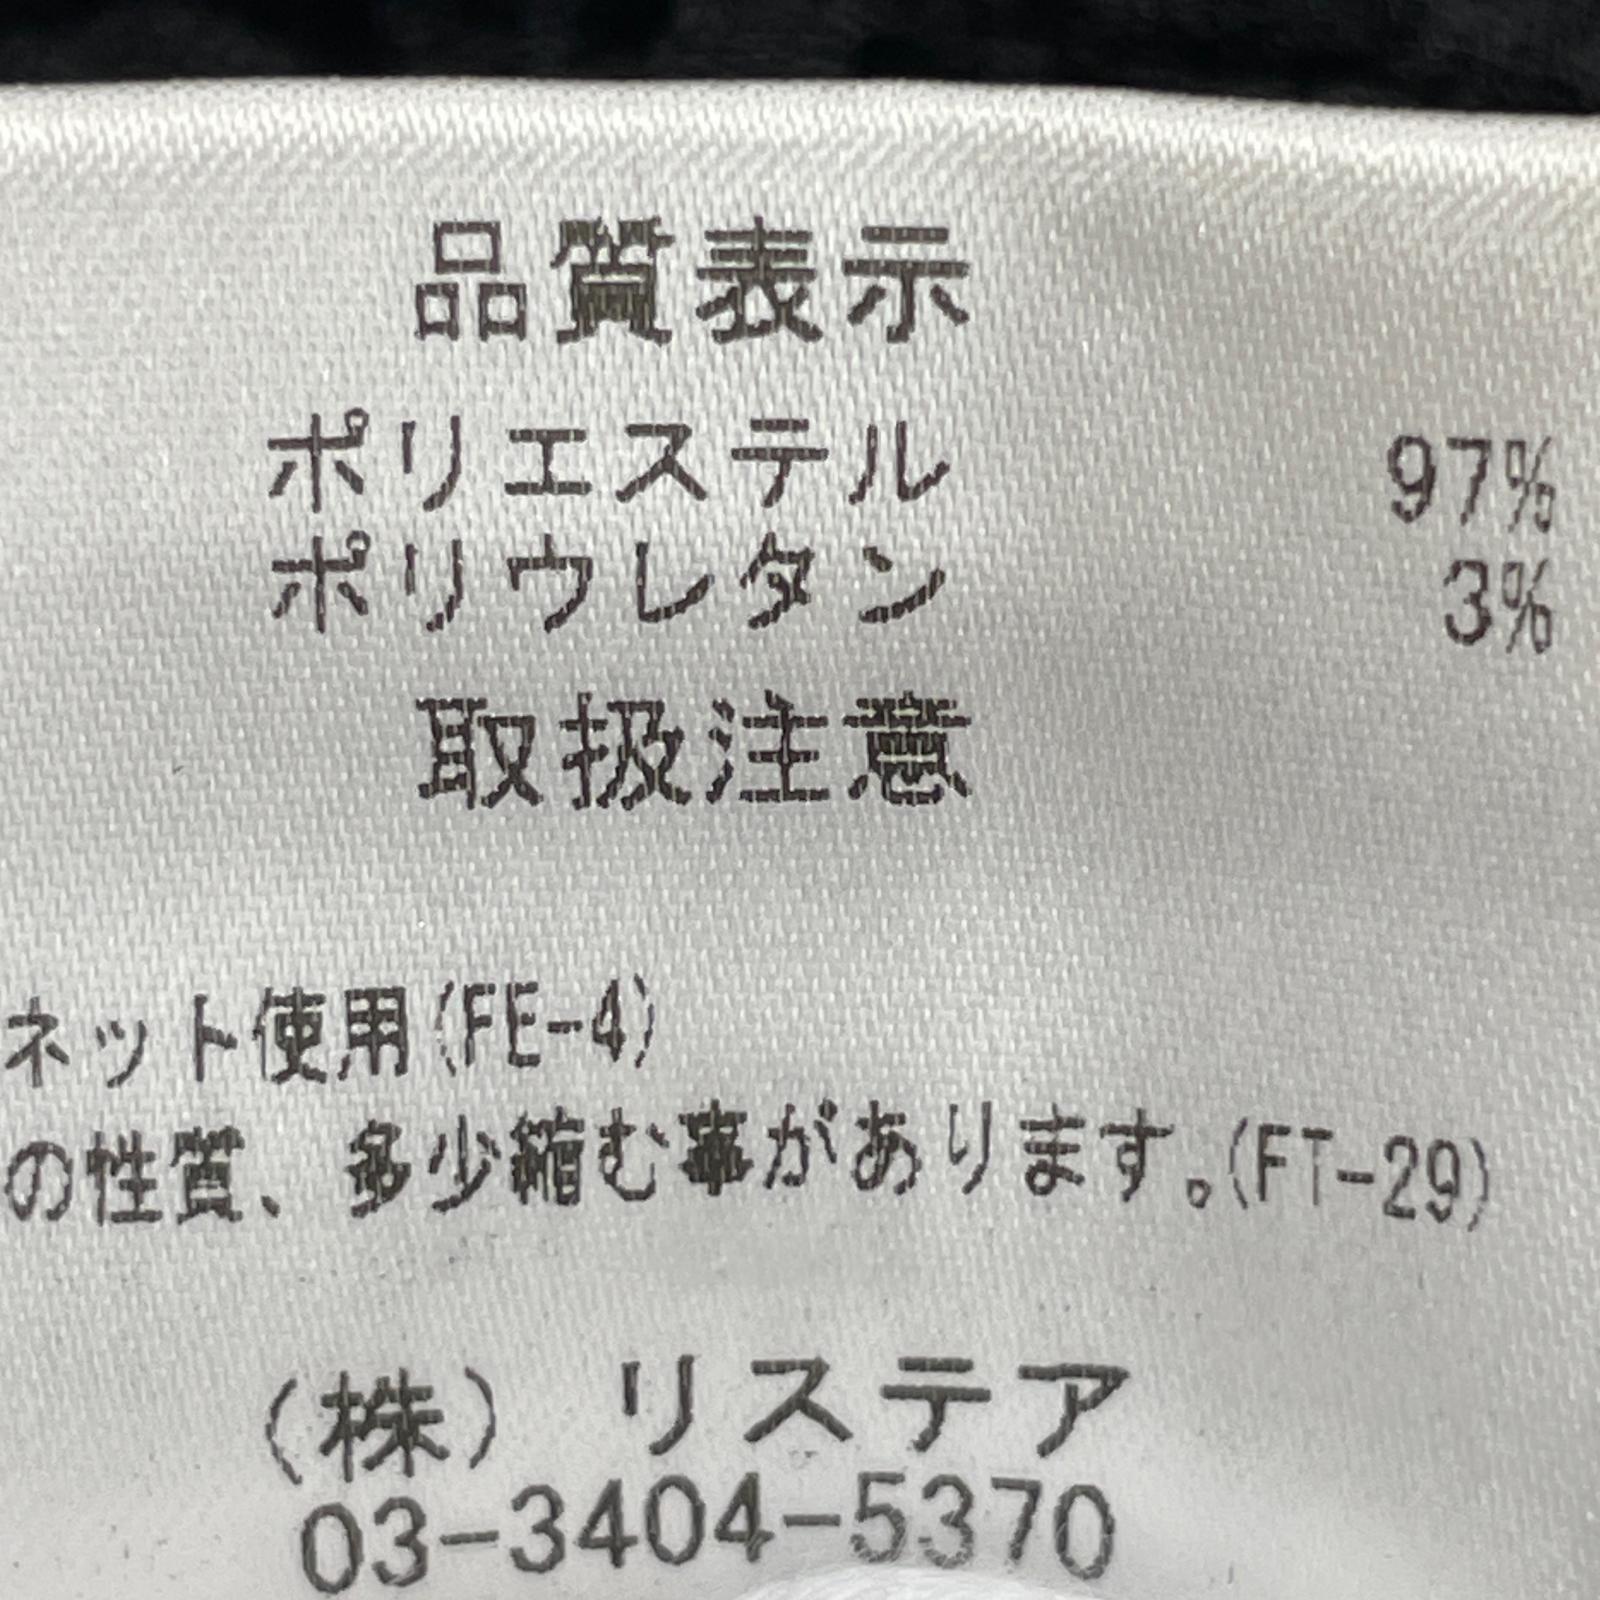 品質表示
ポリエステル 97%
ポリウレタン 3%
取扱注意
ネット使用(FE-4)
の性質、多少縮む事があります。(FT-29)
(株) リステア
03-3404-5370